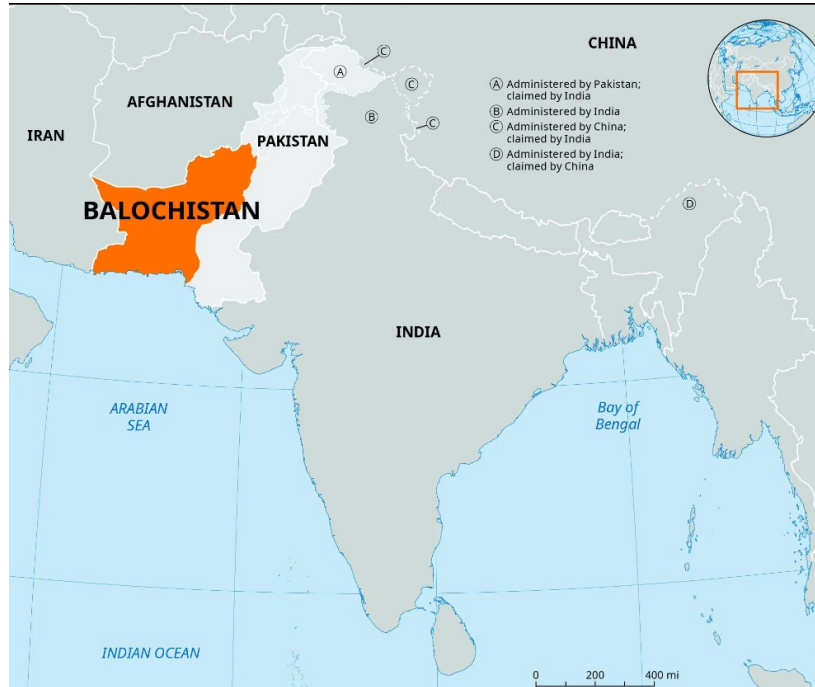 CHINA
Ⓐ Administered by Pakistan;
claimed by India
Ⓑ Administered by India
Ⓒ Administered by China;
claimed by India
Ⓓ Administered by India;
claimed by China
Ⓒ
Ⓐ
Ⓒ
Ⓑ
Ⓒ
Ⓓ
AFGHANISTAN
IRAN
PAKISTAN
BALOCHISTAN
INDIA
ARABIAN
SEA
Bay of
Bengal
INDIAN OCEAN
0 200 400 mi